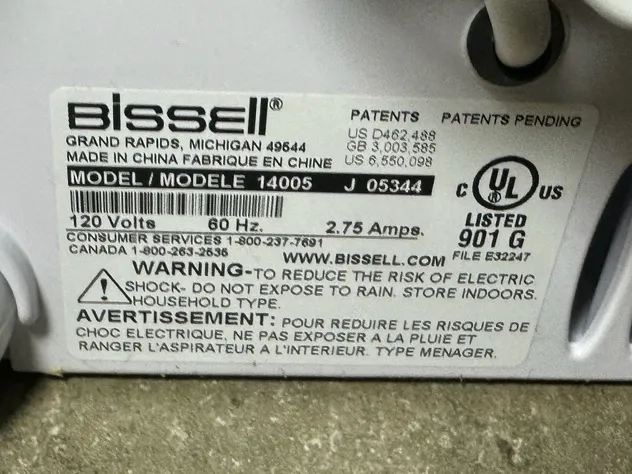 BISSELL®
GRAND RAPIDS, MICHIGAN 49544
MADE IN CHINA FABRIQUE EN CHINE
PATENTS PATENTS PENDING
US D462,488
GB 3,003,585
US 6,550,098
MODEL / MODELE 14005 J 05344
120 Volts 60 Hz. 2.75 Amps.
CONSUMER SERVICES 1-800-237-7691
CANADA 1-800-263-2535
WWW.BISSELL.COM
C UL® US
LISTED
901 G
FILE E32247
WARNING-TO REDUCE THE RISK OF ELECTRIC
SHOCK- DO NOT EXPOSE TO RAIN. STORE INDOORS.
HOUSEHOLD TYPE.
AVERTISSEMENT: POUR REDUIRE LES RISQUES DE
CHOC ELECTRIQUE, NE PAS EXPOSER A LA PLUIE ET
RANGER L'ASPIRATEUR A L'INTERIEUR. TYPE MENAGER.